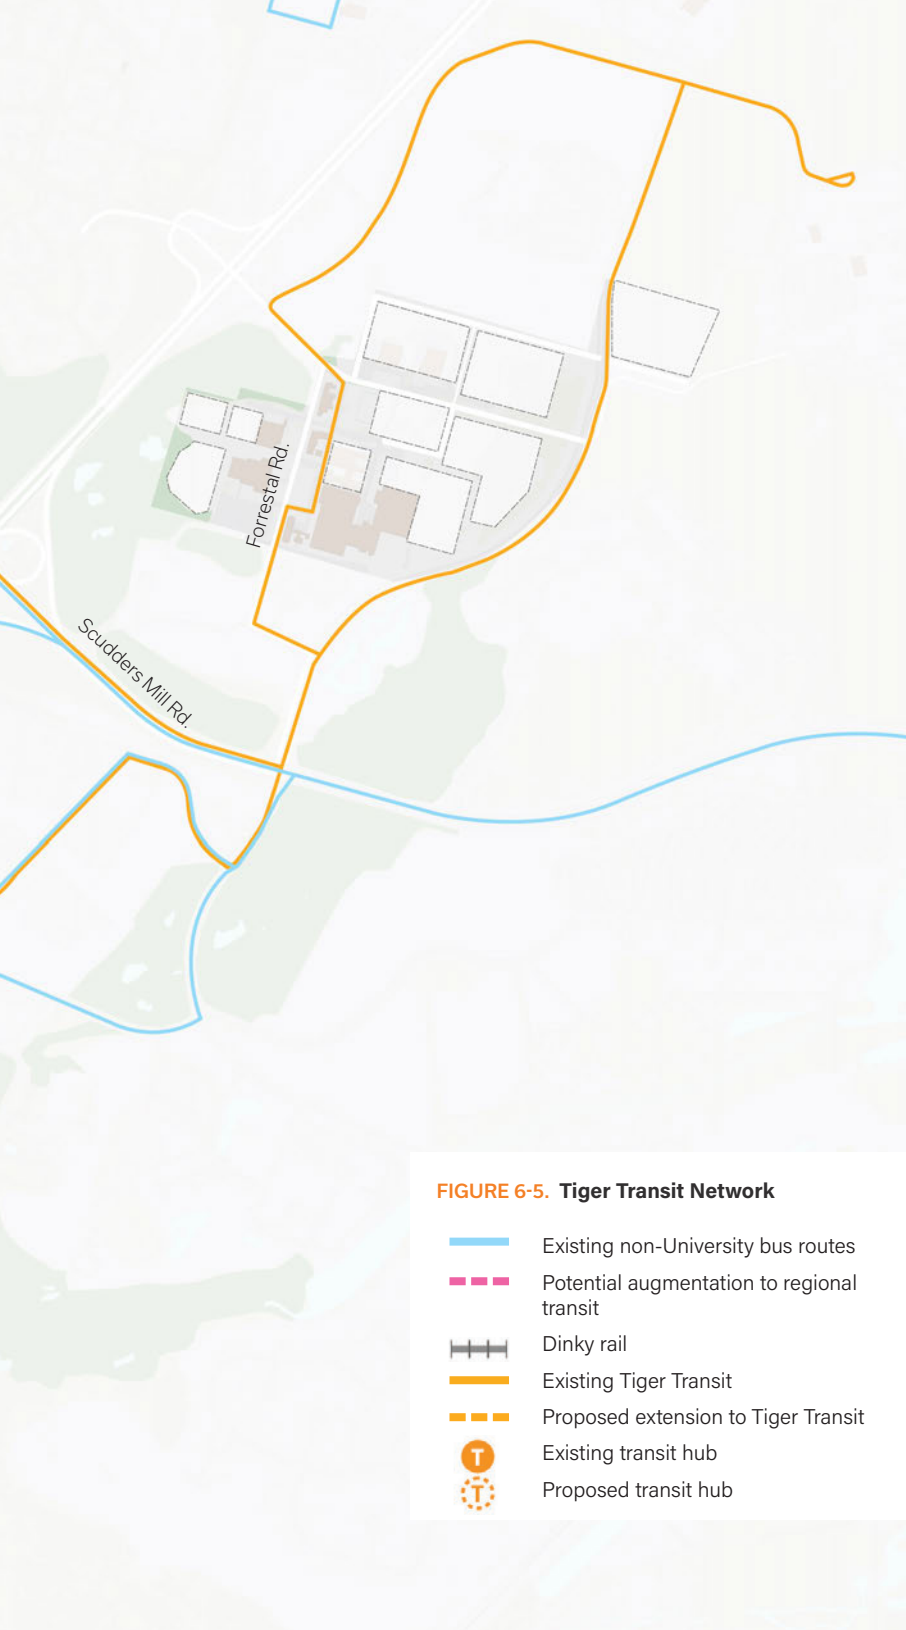 Forrestal Rd.
Scudders Mill Rd.
FIGURE 6-5. Tiger Transit Network
Existing non-University bus routes
Potential augmentation to regional
transit
Dinky rail
Existing Tiger Transit
Proposed extension to Tiger Transit
T
Existing transit hub
T
Proposed transit hub